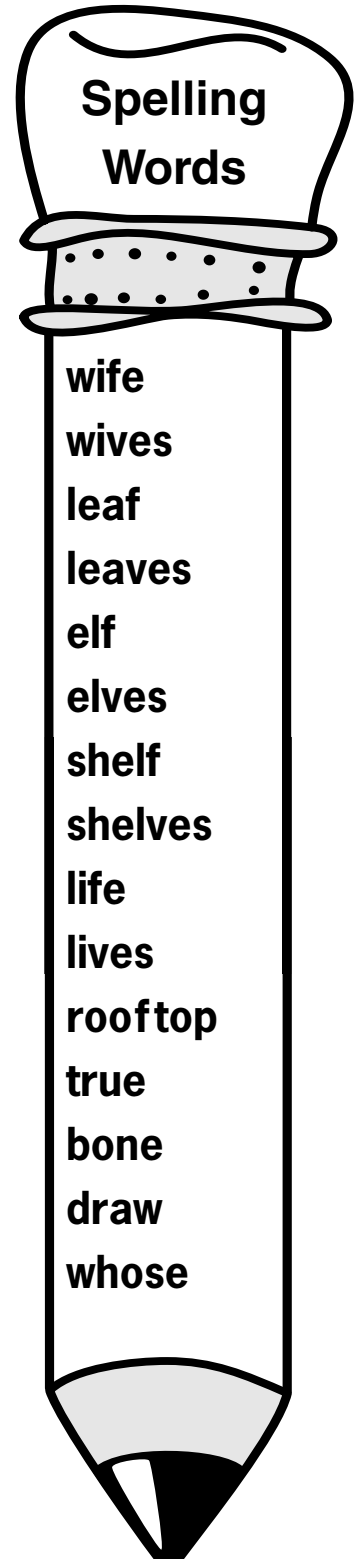 Spelling
Words
wife
wives
leaf
leaves
elf
elves
shelf
shelves
life
lives
rooftop
true
bone
draw
whose